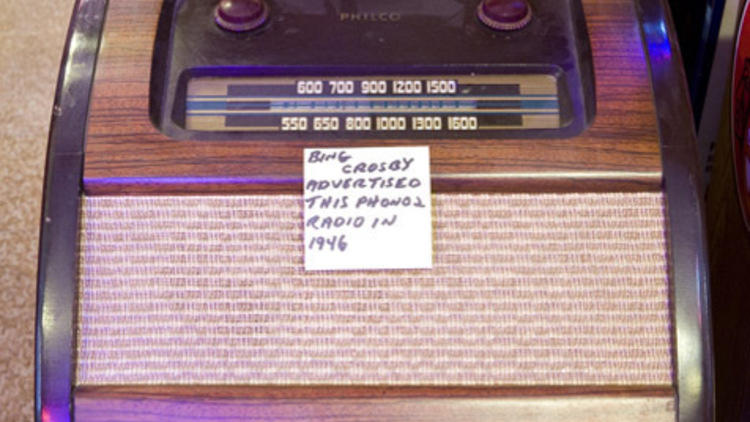 PHILCO
600 700 900 1200 1500
550 650 800 1000 1300 1600
BING
CROSBY
ADVERTISED
THIS PHONO &
RADIO IN
1946